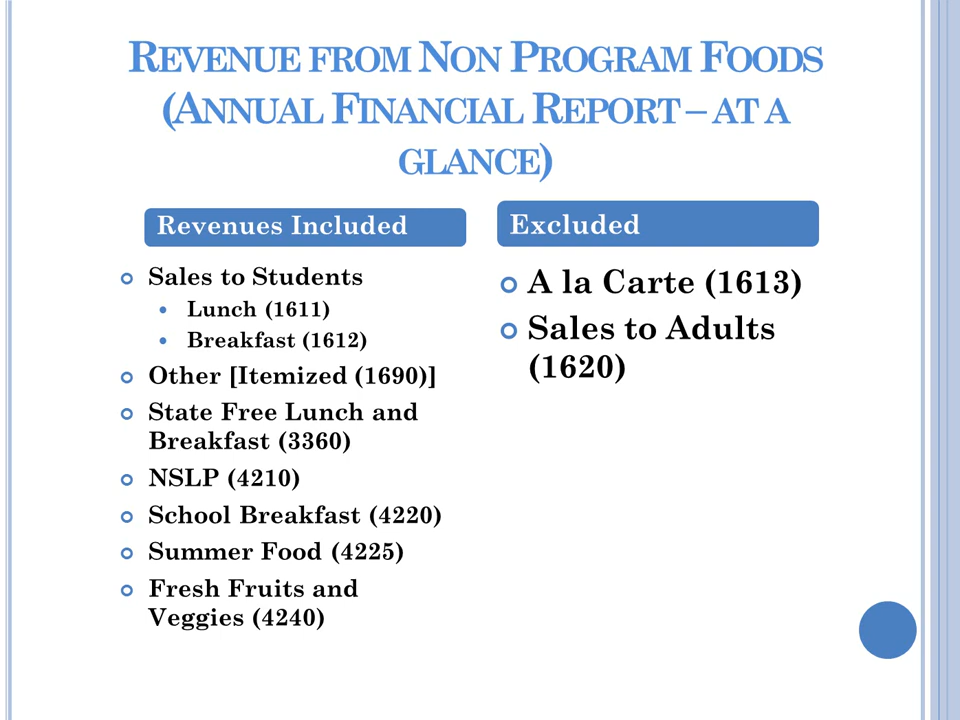 Revenue from Non Program Foods
(Annual Financial Report – at a
glance)
Revenues Included
Sales to Students
Lunch (1611)
Breakfast (1612)
Other [Itemized (1690)]
State Free Lunch and
Breakfast (3360)
NSLP (4210)
School Breakfast (4220)
Summer Food (4225)
Fresh Fruits and
Veggies (4240)
Excluded
A la Carte (1613)
Sales to Adults
(1620)